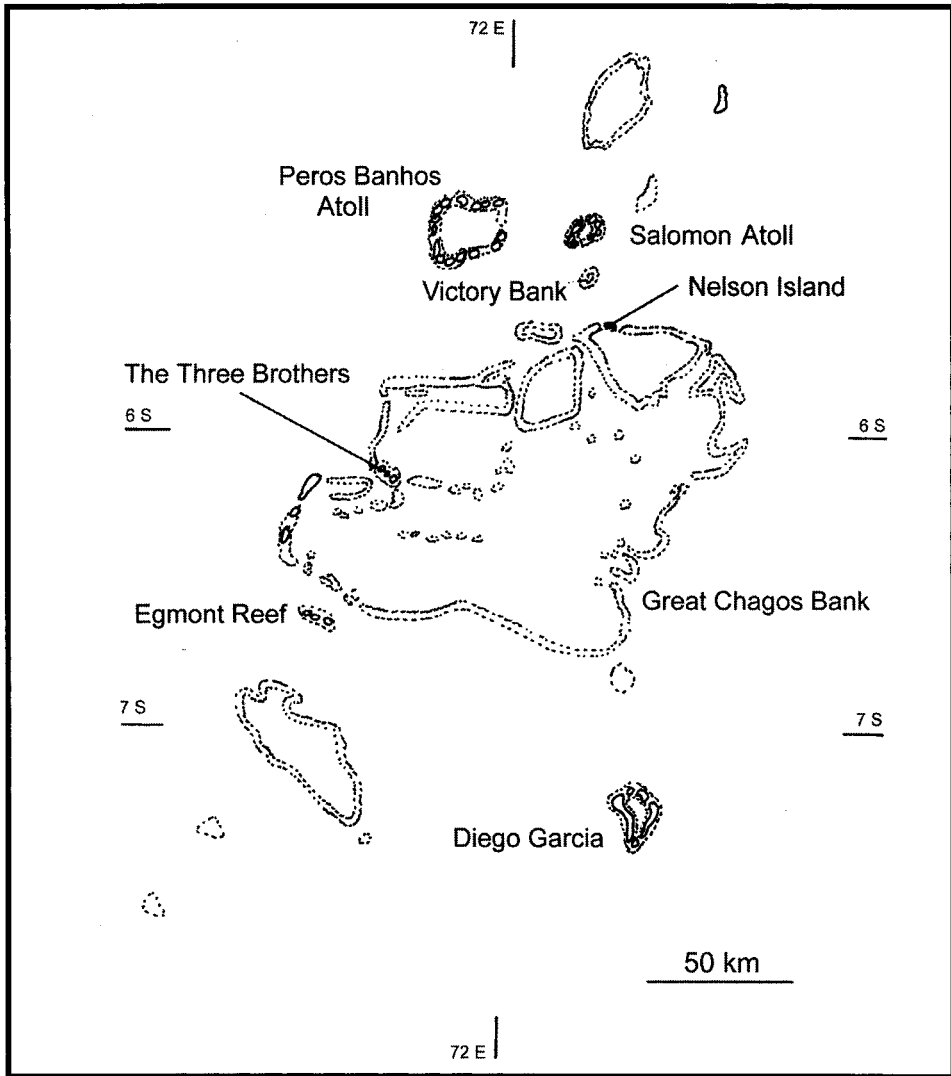 72 E
Peros Banhos
Atoll
Salomon Atoll
Victory Bank
Nelson Island
The Three Brothers
6 S
6 S
Great Chagos Bank
Egmont Reef
7 S
7 S
Diego Garcia
50 km
72 E